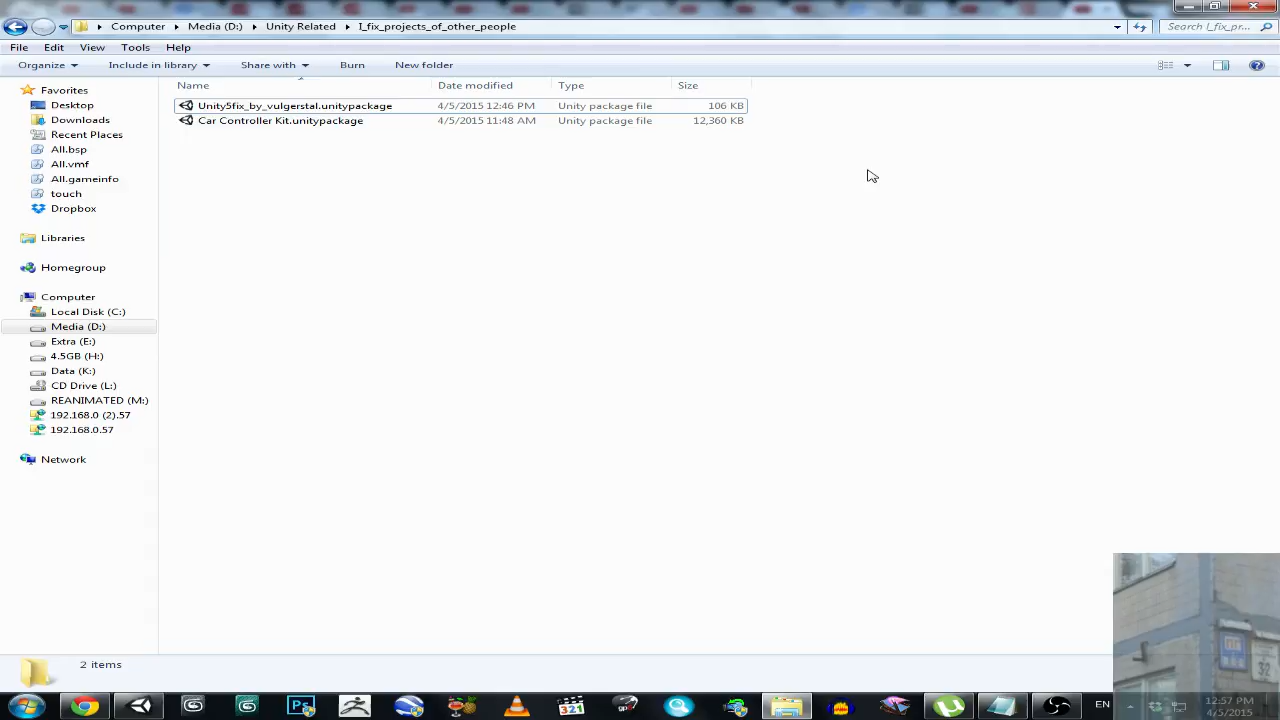 Computer Media (D:) Unity Related I_fix_projects_of_other_people Search I_fix_pr...
File Edit View Tools Help
Organize Include in library Share with Burn New folder
Name Date modified Type Size
Unity5fix_by_vulgerstal.unitypackage 4/5/2015 12:46 PM Unity package file 106 KB
Car Controller Kit.unitypackage 4/5/2015 11:48 AM Unity package file 12,360 KB
Favorites
Desktop
Downloads
Recent Places
All.bsp
All.vmf
All.gameinfo
touch
Dropbox
Libraries
Homegroup
Computer
Local Disk (C:)
Media (D:)
Extra (E:)
4.5GB (H:)
Data (K:)
CD Drive (L:)
REANIMATED (M:)
192.168.0 (2).57
192.168.0.57
Network
32
2 items
Ps
321
EN
12:57 PM
4/5/2015